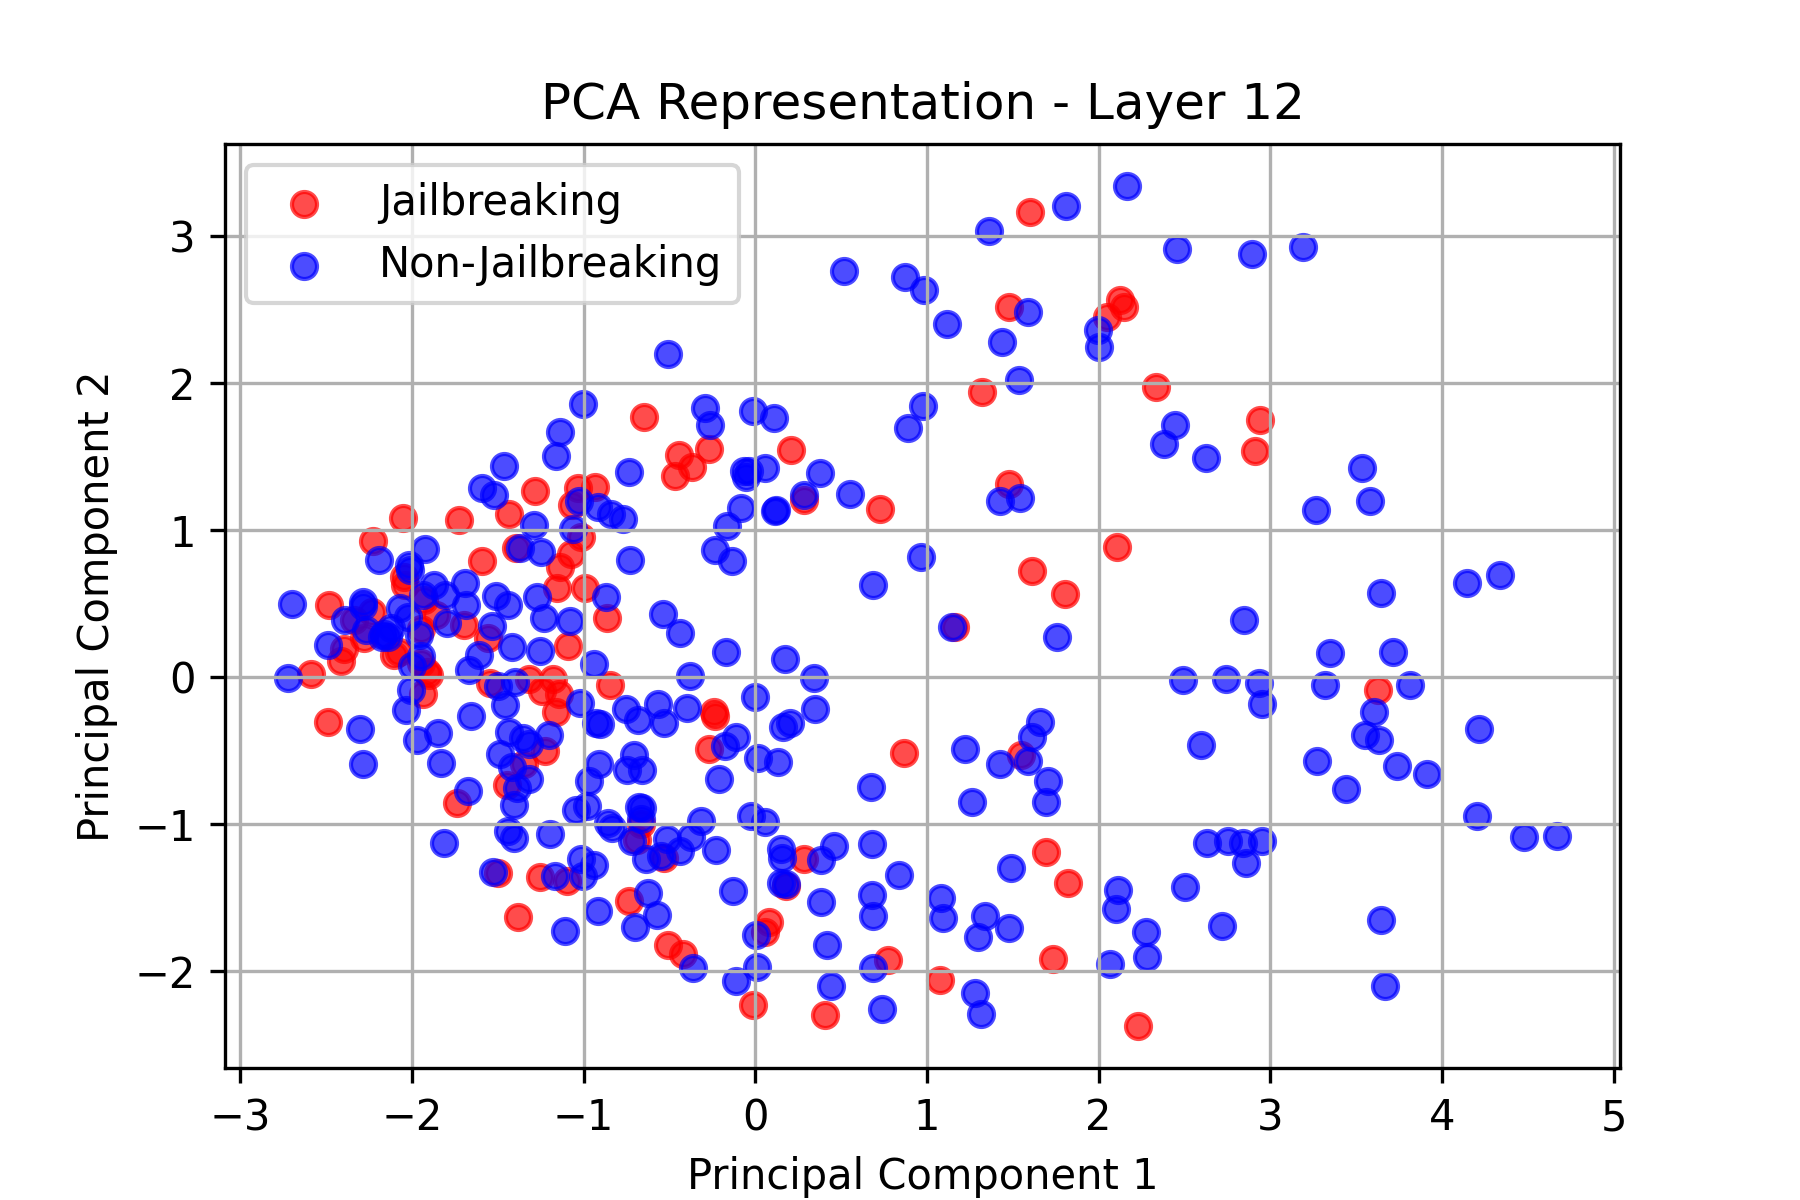 PCA Representation - Layer 12
Jailbreaking
Non-Jailbreaking
3
2
1
0
−1
−2
Principal Component 2
−3 −2 −1 0 1 2 3 4 5
Principal Component 1